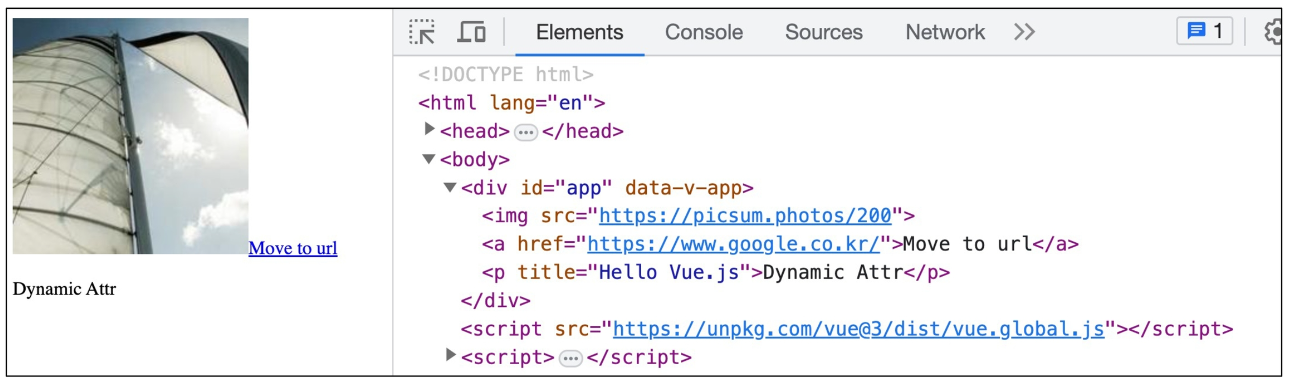 Move to url
Dynamic Attr
Elements Console Sources Network 1
<!DOCTYPE html>
<html lang="en">
<head> ••• </head>
<body>
<div id="app" data-v-app>
<img src="https://picsum.photos/200">
<a href="https://www.google.co.kr/">Move to url</a>
<p title="Hello Vue.js">Dynamic Attr</p>
</div>
<script src="https://unpkg.com/vue@3/dist/vue.global.js"></script>
<script> ••• </script>